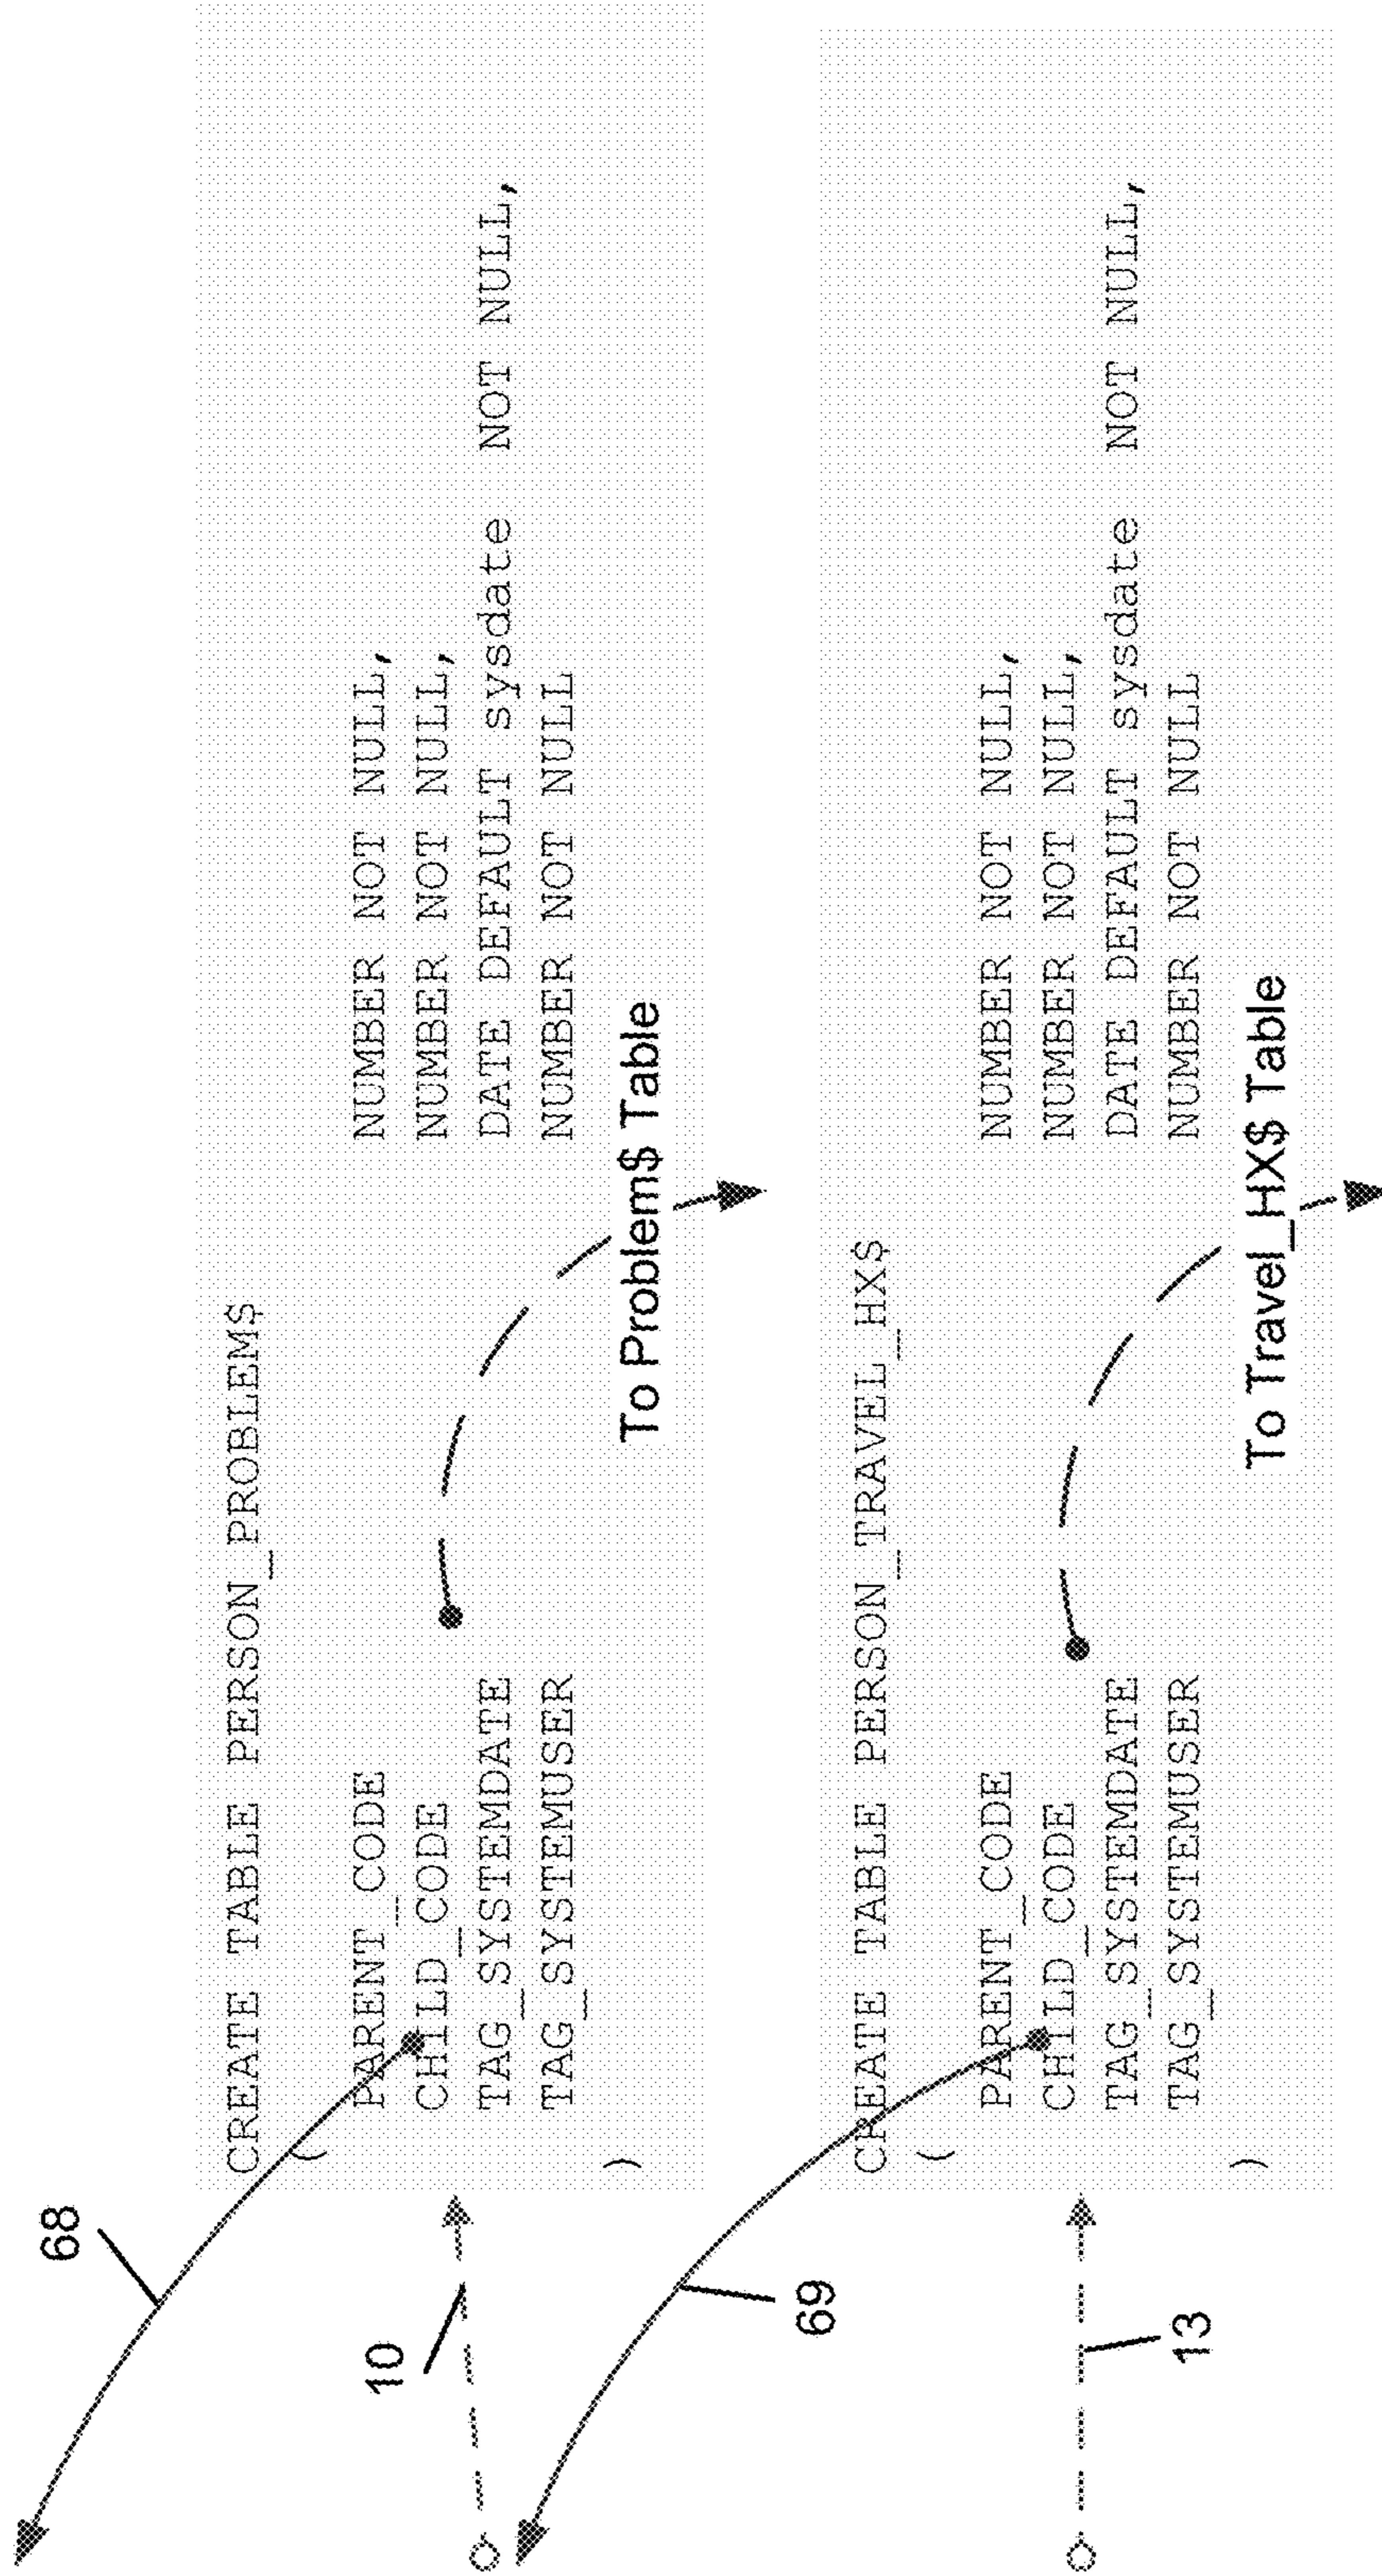 68
CREATE TABLE PERSON_PROBLEM$
(
10
PARENT_CODE NUMBER NOT NULL,
CHILD_CODE NUMBER NOT NULL,
TAG_SYSTEMDATE DATE DEFAULT sysdate NOT NULL,
TAG_SYSTEMUSER NUMBER NOT NULL
)
To Problem$ Table
69
CREATE TABLE PERSON_TRAVEL_HX$
(
PARENT_CODE NUMBER NOT NULL,
CHILD_CODE NUMBER NOT NULL,
TAG_SYSTEMDATE DATE DEFAULT sysdate NOT NULL,
TAG_SYSTEMUSER NUMBER NOT NULL
13
)
To Travel_HX$ Table